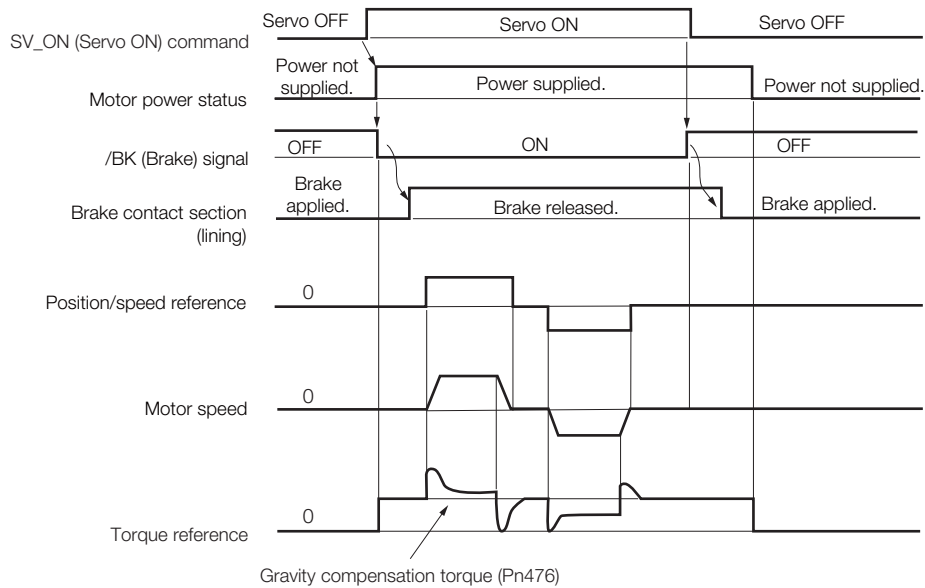 Servo OFF
Servo ON
Servo OFF
SV_ON (Servo ON) command
Power not
supplied.
Power supplied.
Power not supplied.
Motor power status
OFF
ON
OFF
/BK (Brake) signal
Brake
applied.
Brake released.
Brake applied.
Brake contact section
(lining)
0
Position/speed reference
0
Motor speed
0
Torque reference
Gravity compensation torque (Pn476)